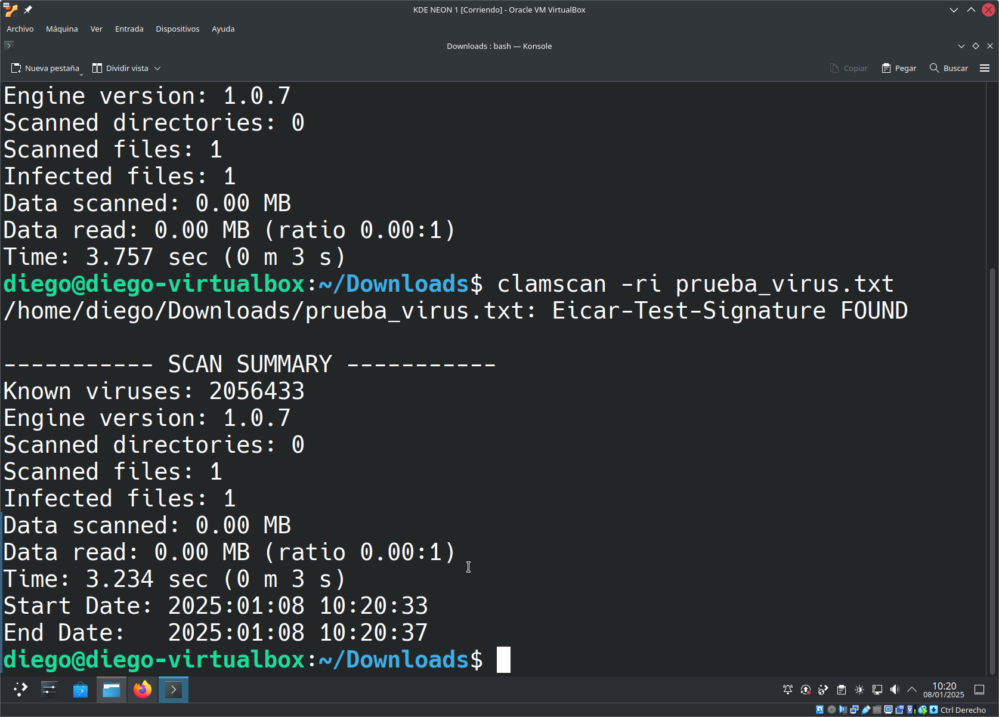 KDE NEON 1 [Corriendo] - Oracle VM VirtualBox
Archivo Máquina Ver Entrada Dispositivos Ayuda
Downloads : bash — Konsole
Nueva pestaña Dividir vista Copiar Pegar Buscar
Engine version: 1.0.7
Scanned directories: 0
Scanned files: 1
Infected files: 1
Data scanned: 0.00 MB
Data read: 0.00 MB (ratio 0.00:1)
Time: 3.757 sec (0 m 3 s)
diego@diego-virtualbox:~/Downloads$ clamscan -ri prueba_virus.txt
/home/diego/Downloads/prueba_virus.txt: Eicar-Test-Signature FOUND
----------- SCAN SUMMARY -----------
Known viruses: 2056433
Engine version: 1.0.7
Scanned directories: 0
Scanned files: 1
Infected files: 1
Data scanned: 0.00 MB
Data read: 0.00 MB (ratio 0.00:1)
Time: 3.234 sec (0 m 3 s)
Start Date: 2025:01:08 10:20:33
End Date:   2025:01:08 10:20:37
diego@diego-virtualbox:~/Downloads$
10:20
08/01/2025
Ctrl Derecho